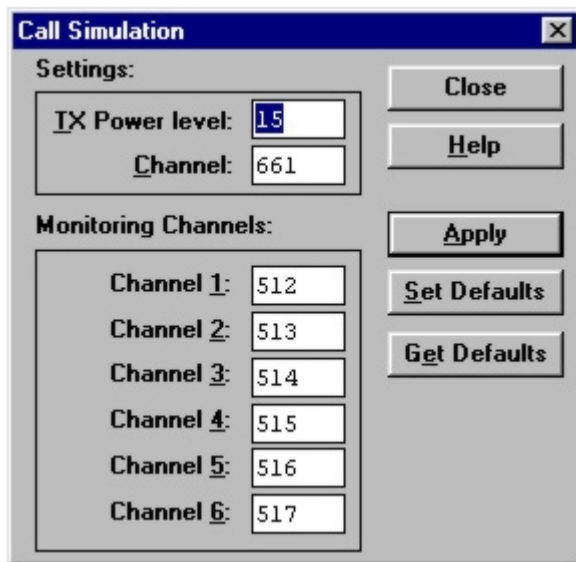 Call Simulation
Settings:
TX Power level: 15
Channel: 661
Monitoring Channels:
Channel 1: 512
Channel 2: 513
Channel 3: 514
Channel 4: 515
Channel 5: 516
Channel 6: 517
Close
Help
Apply
Set Defaults
Get Defaults